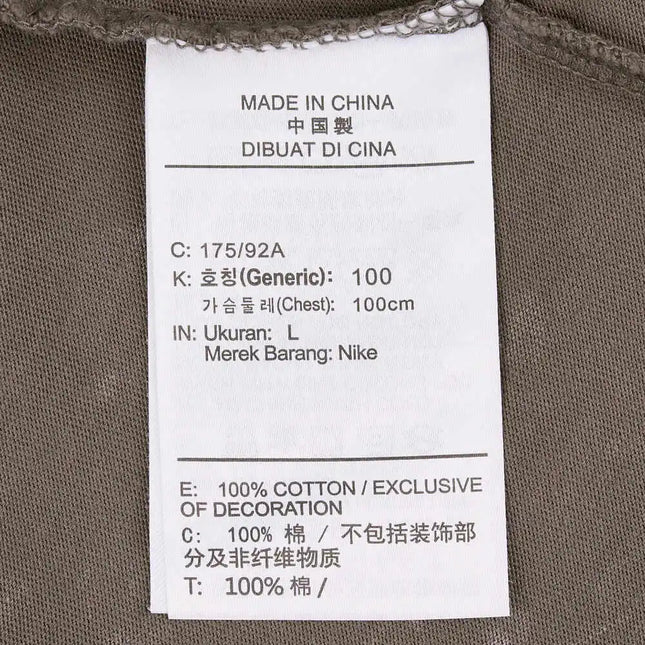 MADE IN CHINA
中国製
DIBUAT DI CINA
C: 175/92A
K: 호칭(Generic): 100
가슴둘레(Chest): 100cm
IN: Ukuran: L
Merek Barang: Nike
E: 100% COTTON / EXCLUSIVE
OF DECORATION
C: 100% 棉 / 不包括装饰部
分及非纤维物质
T: 100% 棉 /